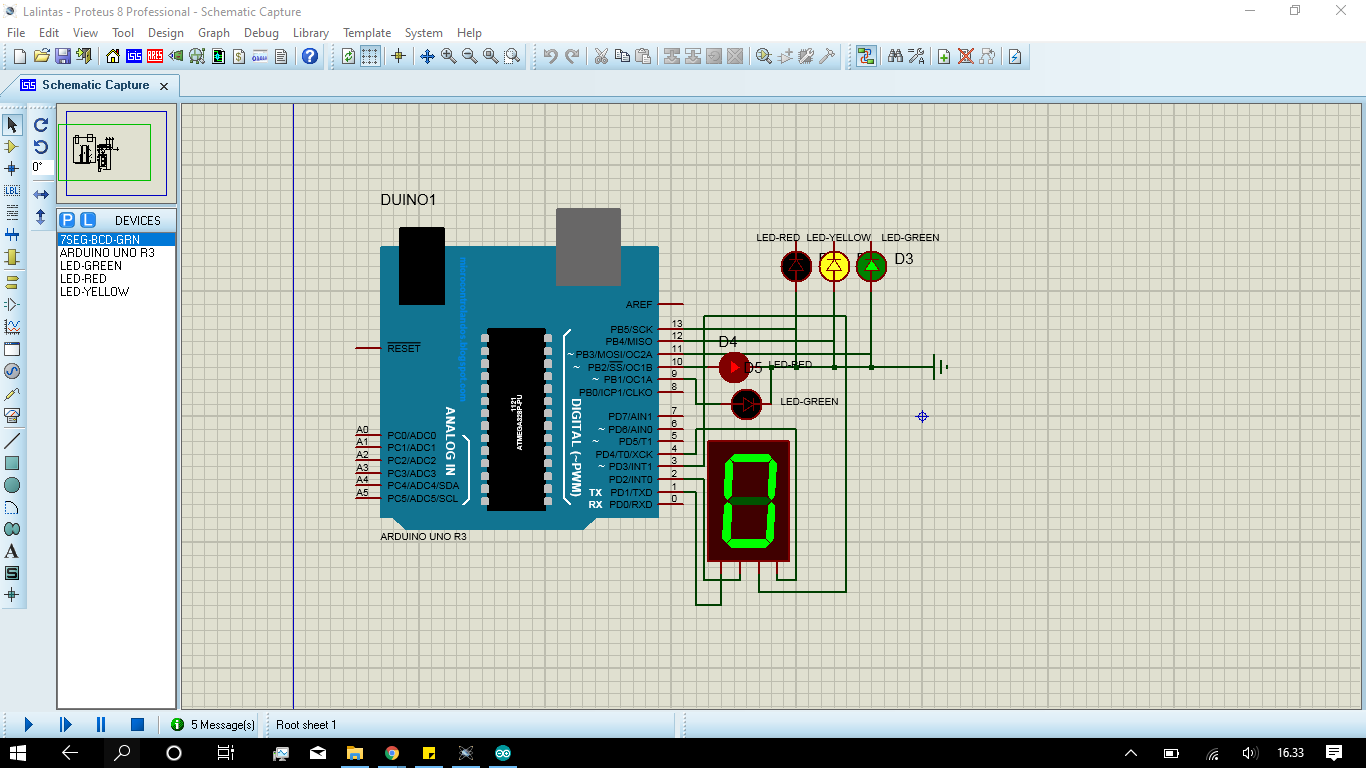 Lalintas - Proteus 8 Professional - Schematic Capture
File Edit View Tool Design Graph Debug Library Template System Help
Schematic Capture
0°
P L DEVICES
7SEG-BCD-GRN
ARDUINO UNO R3
LED-GREEN
LED-RED
LED-YELLOW
DUINO1
microcontrolandos.blogspot.com
RESET
A0 PC0/ADC0
A1 PC1/ADC1
A2 PC2/ADC2
A3 PC3/ADC3
A4 PC4/ADC4/SDA
A5 PC5/ADC5/SCL
ANALOG IN
1121
ATMEGA328P-PU
DIGITAL (~PWM)
AREF
PB5/SCK 13
PB4/MISO 12
~PB3/MOSI/OC2A 11
~ PB2/SS/OC1B 10
~ PB1/OC1A 9
PB0/ICP1/CLKO 8
PD7/AIN1 7
~ PD6/AIN0 6
~ PD5/T1 5
PD4/T0/XCK 4
~ PD3/INT1 3
PD2/INT0 2
TX PD1/TXD 1
RX PD0/RXD 0
ARDUINO UNO R3
LED-RED LED-YELLOW LED-GREEN
D3
D4
D5 LED-RED
LED-GREEN
0
5 Message(s) Root sheet 1
16.33